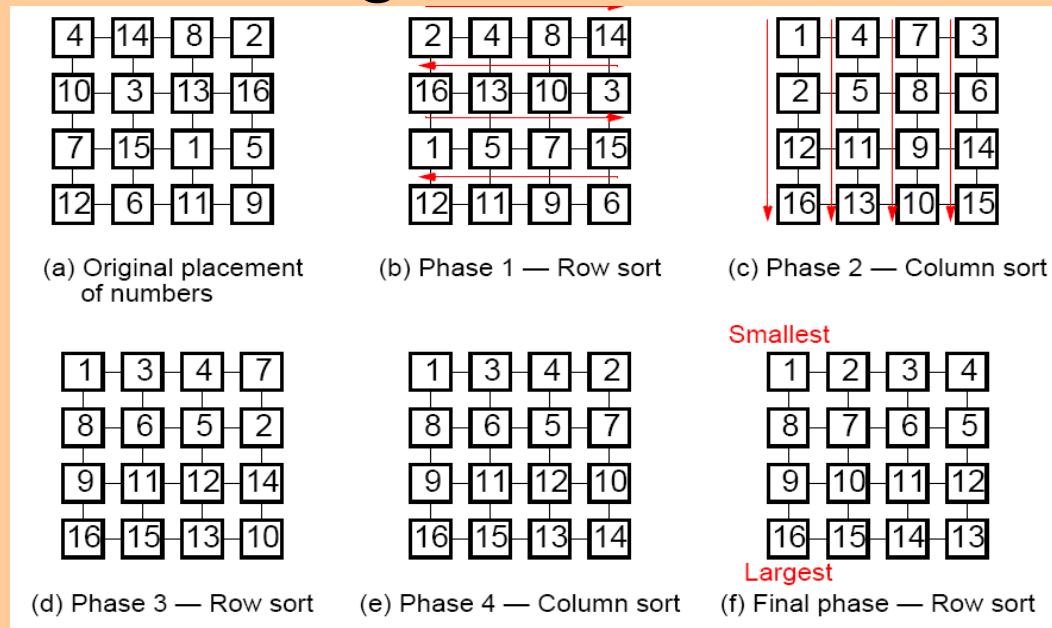 4 14 8 2
10 3 13 16
7 15 1 5
12 6 11 9
(a) Original placement
of numbers
2 4 8 14
16 13 10 3
1 5 7 15
12 11 9 6
(b) Phase 1 — Row sort
1 4 7 3
2 5 8 6
12 11 9 14
16 13 10 15
(c) Phase 2 — Column sort
1 3 4 7
8 6 5 2
9 11 12 14
16 15 13 10
(d) Phase 3 — Row sort
1 3 4 2
8 6 5 7
9 11 12 10
16 15 13 14
(e) Phase 4 — Column sort
Smallest
1 2 3 4
8 7 6 5
9 10 11 12
16 15 14 13
Largest
(f) Final phase — Row sort